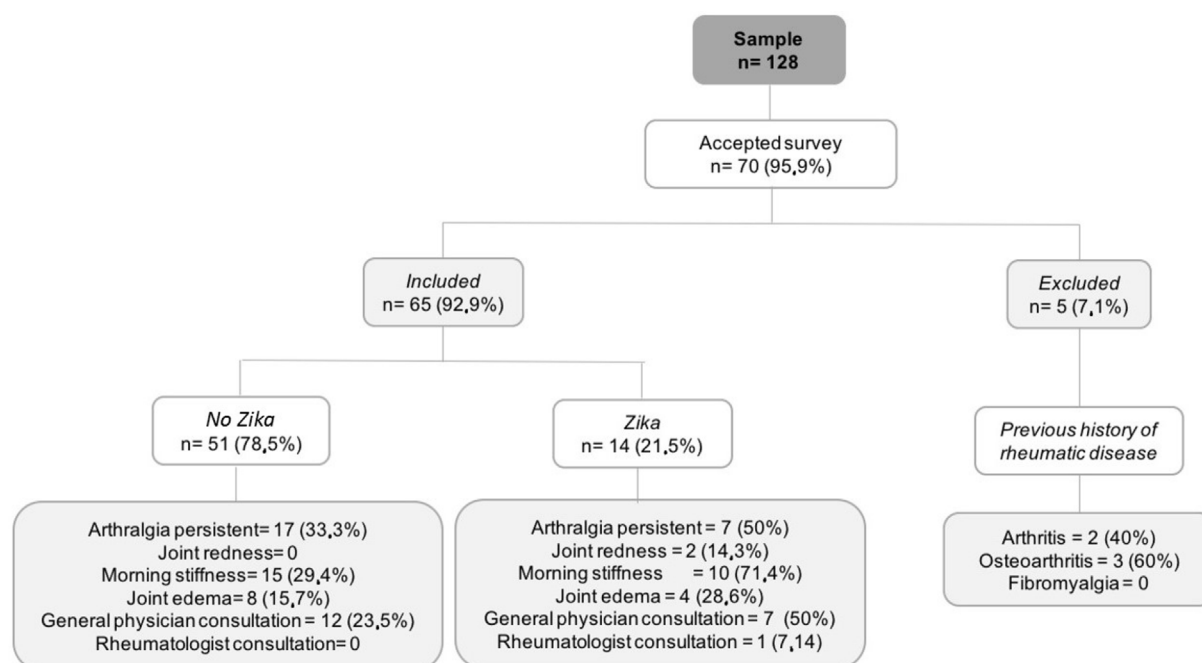 Sample
n= 128
Accepted survey
n= 70 (95,9%)
Included
n= 65 (92,9%)
Excluded
n= 5 (7,1%)
No Zika
n= 51 (78,5%)
Zika
n= 14 (21,5%)
Previous history of
rheumatic disease
Arthralgia persistent= 17 (33,3%)
Joint redness= 0
Morning stiffness= 15 (29,4%)
Joint edema= 8 (15,7%)
General physician consultation = 12 (23,5%)
Rheumatologist consultation= 0
Arthralgia persistent= 7 (50%)
Joint redness = 2 (14,3%)
Morning stiffness = 10 (71,4%)
Joint edema = 4 (28,6%)
General physician consultation = 7 (50%)
Rheumatologist consultation = 1 (7,14)
Arthritis = 2 (40%)
Osteoarthritis = 3 (60%)
Fibromyalgia = 0